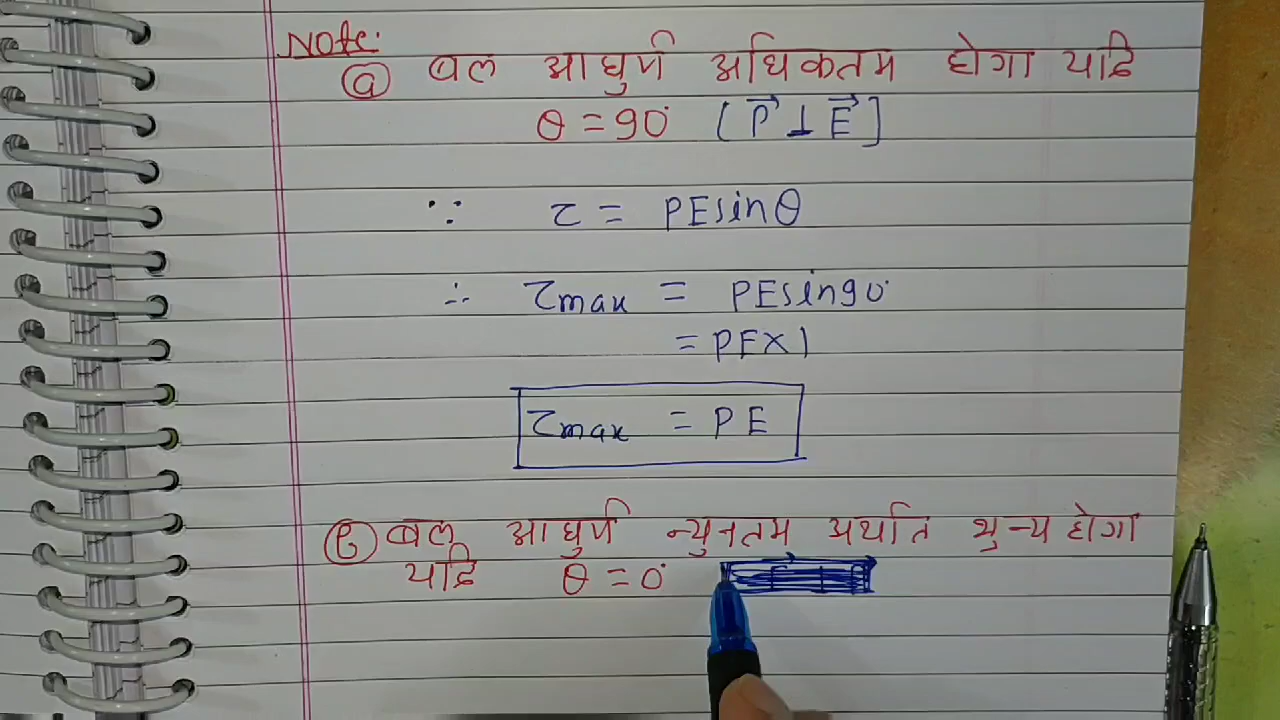 Note:
ⓐ बल आघुर्ण अधिकतम होगा यदि
θ = 90° [P⃗ ⊥ E⃗]
∵ τ = PEsinθ
∴ τmax = PEsin90°
= PE×1
τmax = PE
ⓑ बल आघुर्ण न्युनतम अर्थात शुन्य होगा
यदि θ = 0°